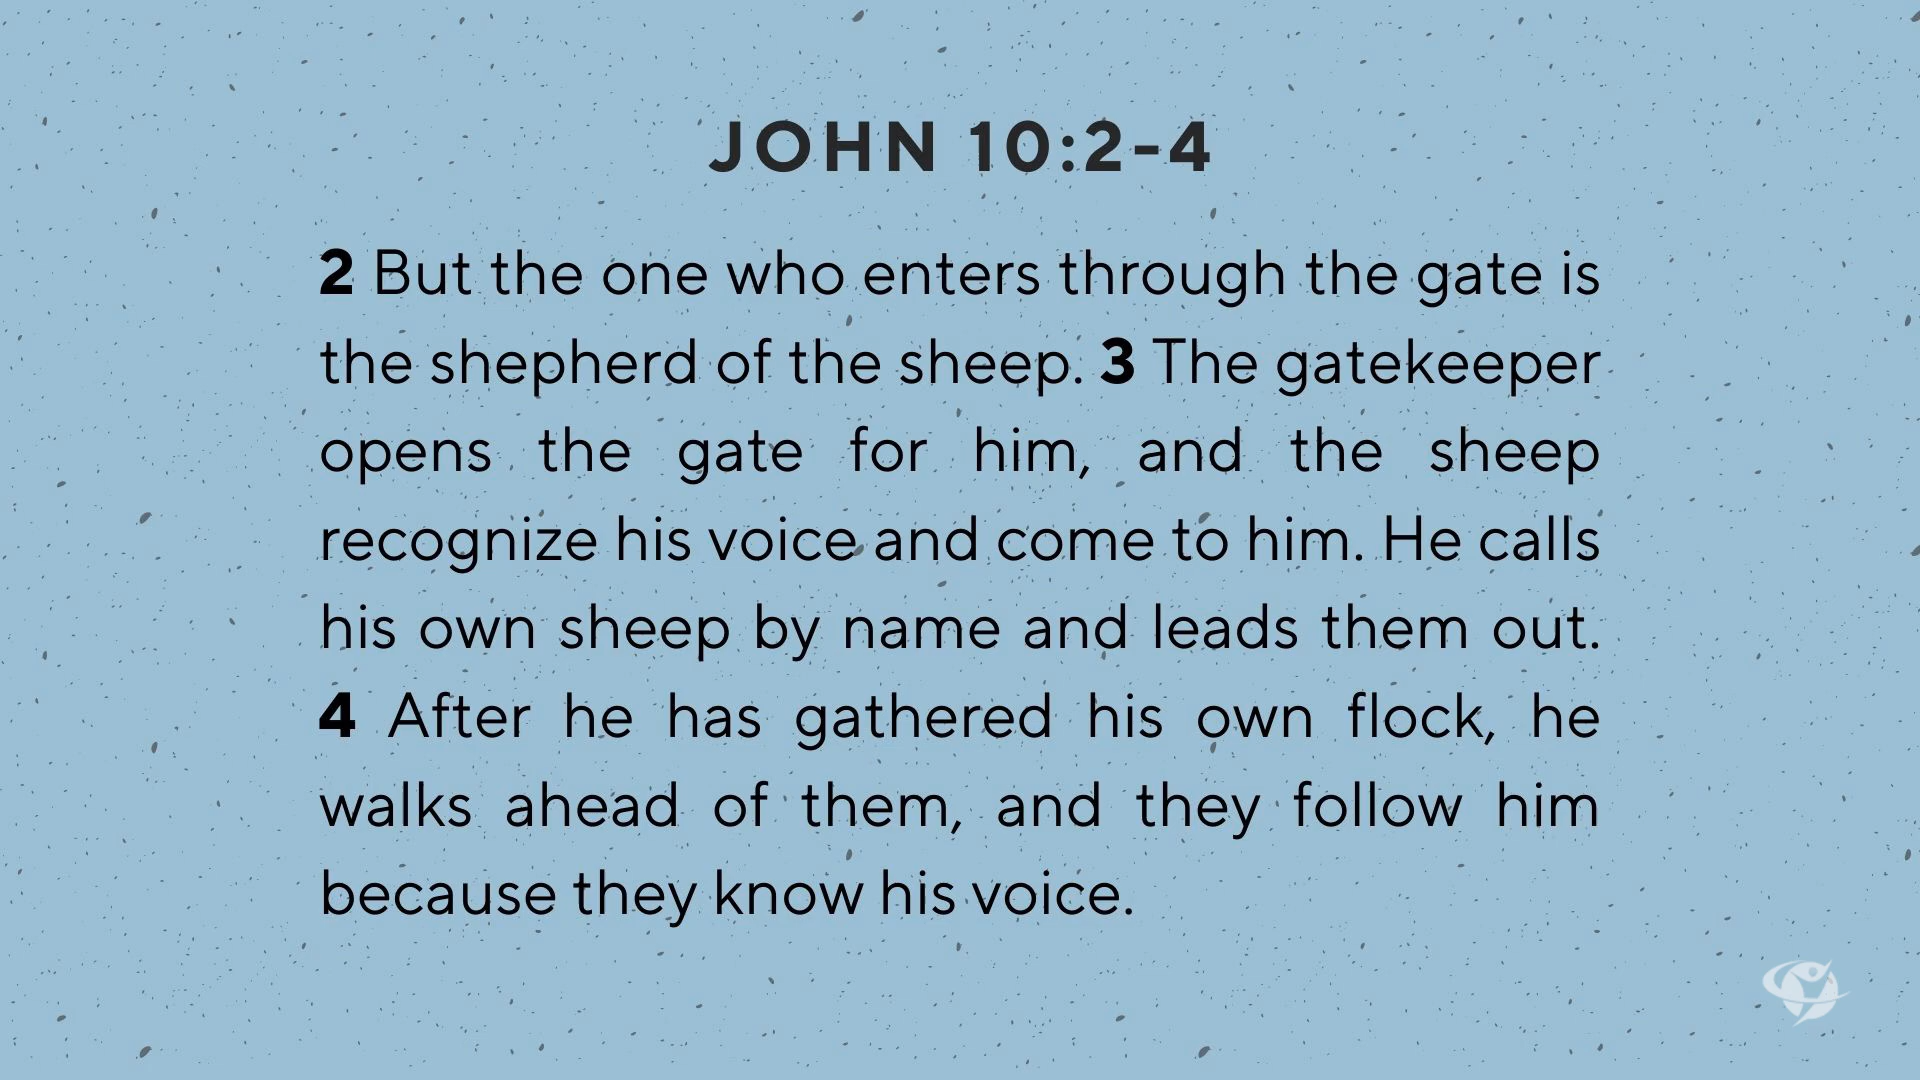 JOHN 10:2-4
2 But the one who enters through the gate is
the shepherd of the sheep. 3 The gatekeeper
opens the gate for him, and the sheep
recognize his voice and come to him. He calls
his own sheep by name and leads them out.
4 After he has gathered his own flock, he
walks ahead of them, and they follow him
because they know his voice.